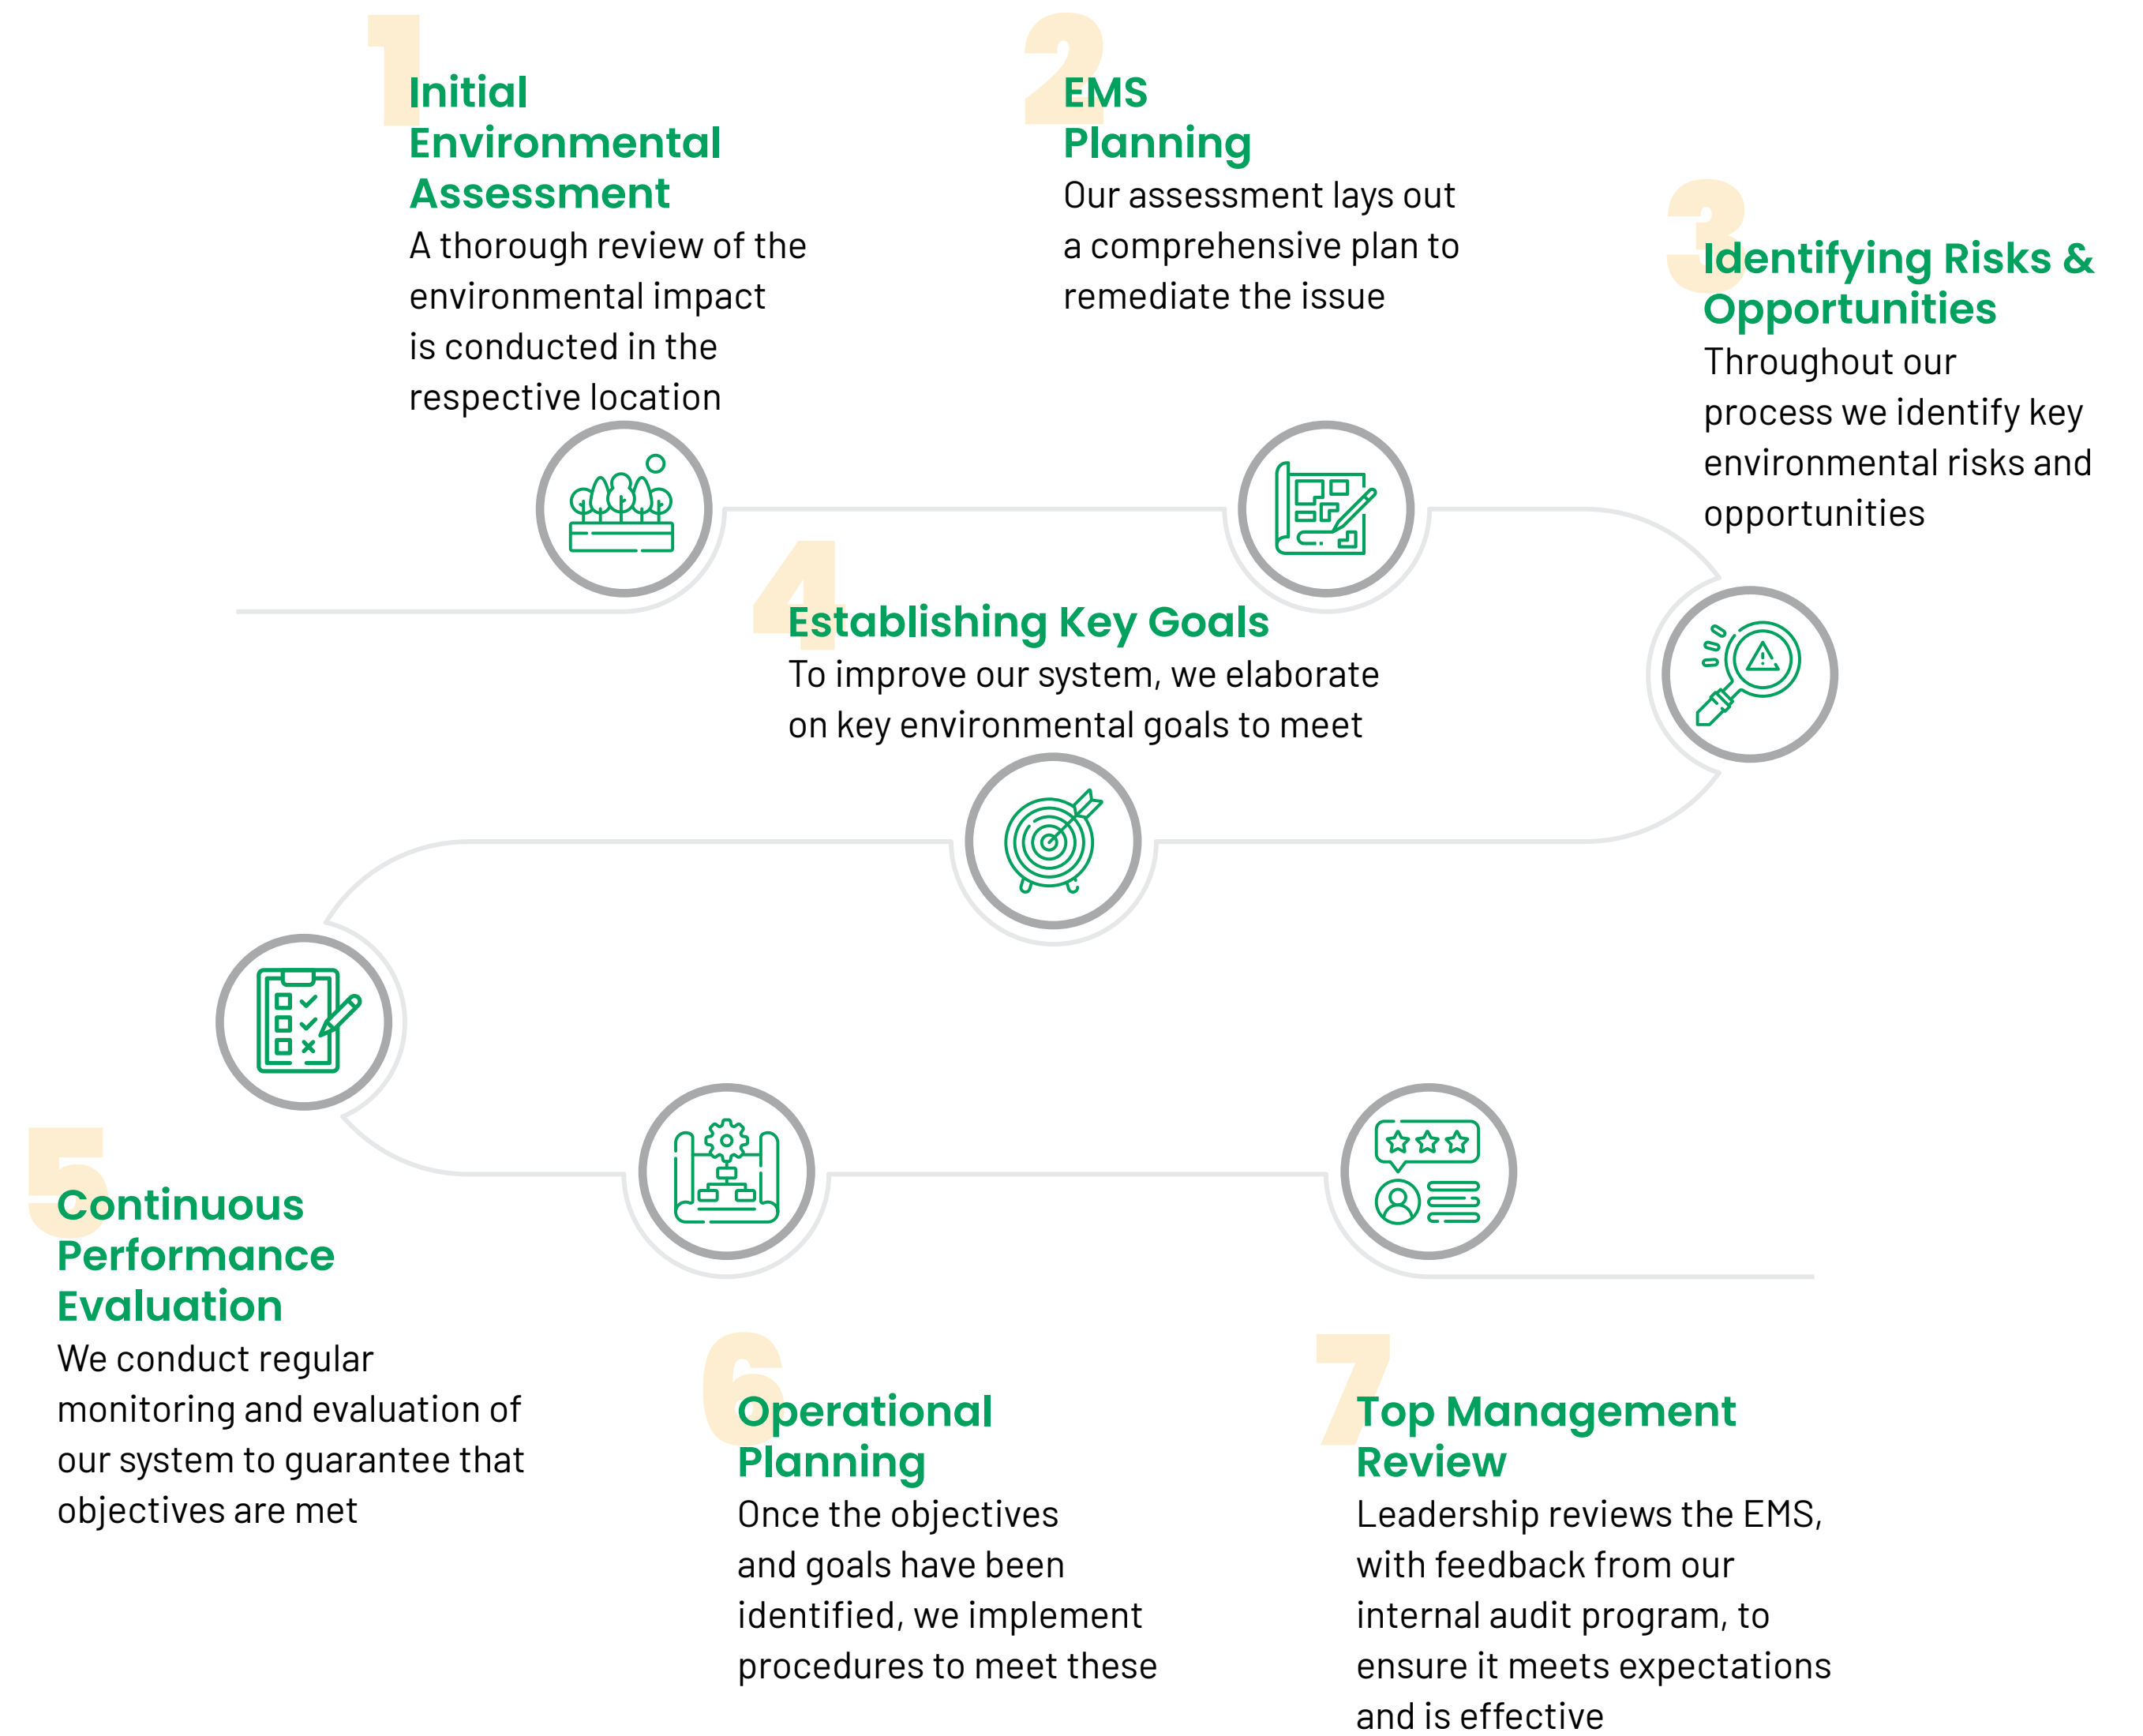 1
Initial
Environmental
Assessment
A thorough review of the
environmental impact
is conducted in the
respective location
2
EMS
Planning
Our assessment lays out
a comprehensive plan to
remediate the issue
3
Identifying Risks &
Opportunities
Throughout our
process we identify key
environmental risks and
opportunities
4
Establishing Key Goals
To improve our system, we elaborate
on key environmental goals to meet
5
Continuous
Performance
Evaluation
We conduct regular
monitoring and evaluation of
our system to guarantee that
objectives are met
6
Operational
Planning
Once the objectives
and goals have been
identified, we implement
procedures to meet these
7
Top Management
Review
Leadership reviews the EMS,
with feedback from our
internal audit program, to
ensure it meets expectations
and is effective